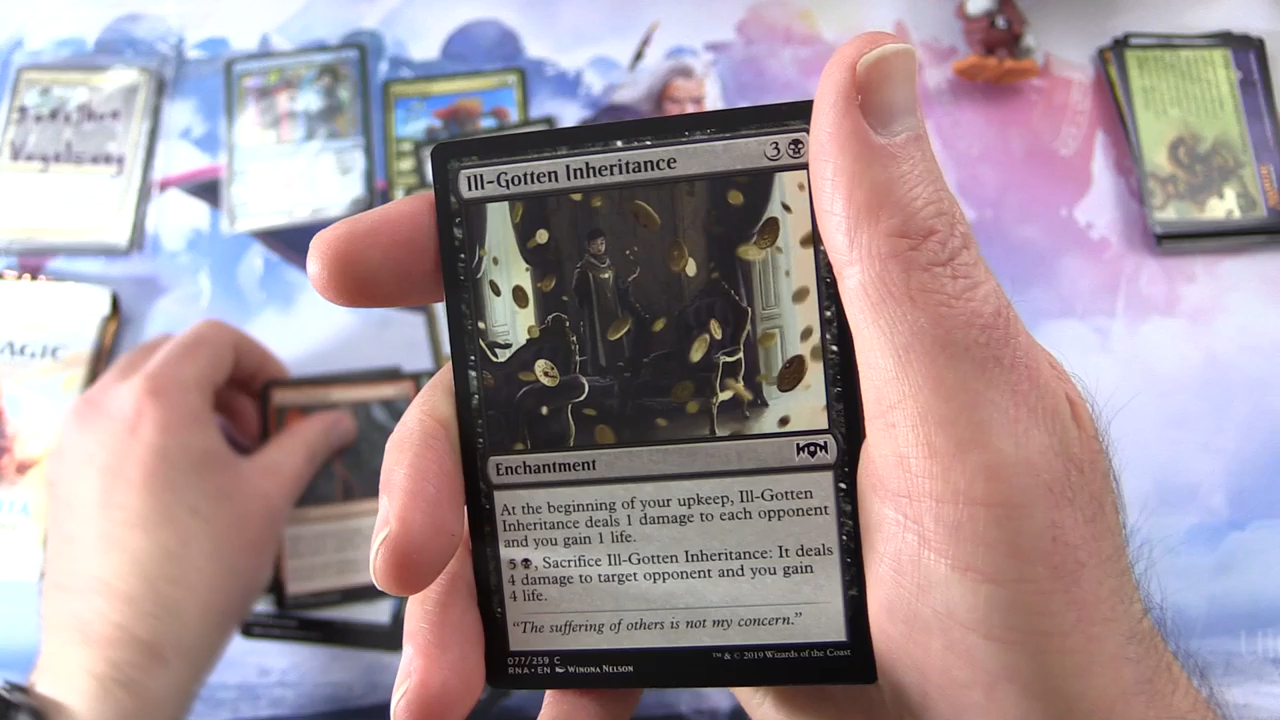 Ill-Gotten Inheritance 3
Enchantment
At the beginning of your upkeep, Ill-Gotten
Inheritance deals 1 damage to each opponent
and you gain 1 life.
5, Sacrifice Ill-Gotten Inheritance: It deals
4 damage to target opponent and you gain
4 life.
"The suffering of others is not my concern."
077/259 C
RNA • EN Winona Nelson
™ & © 2019 Wizards of the Coast